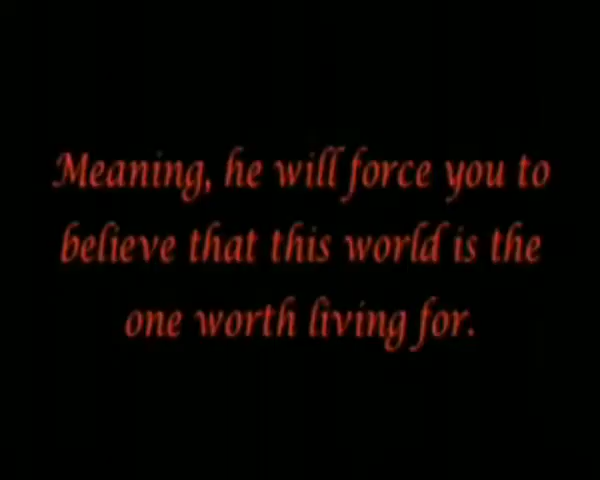 Meaning, he will force you to
believe that this world is the
one worth living for.